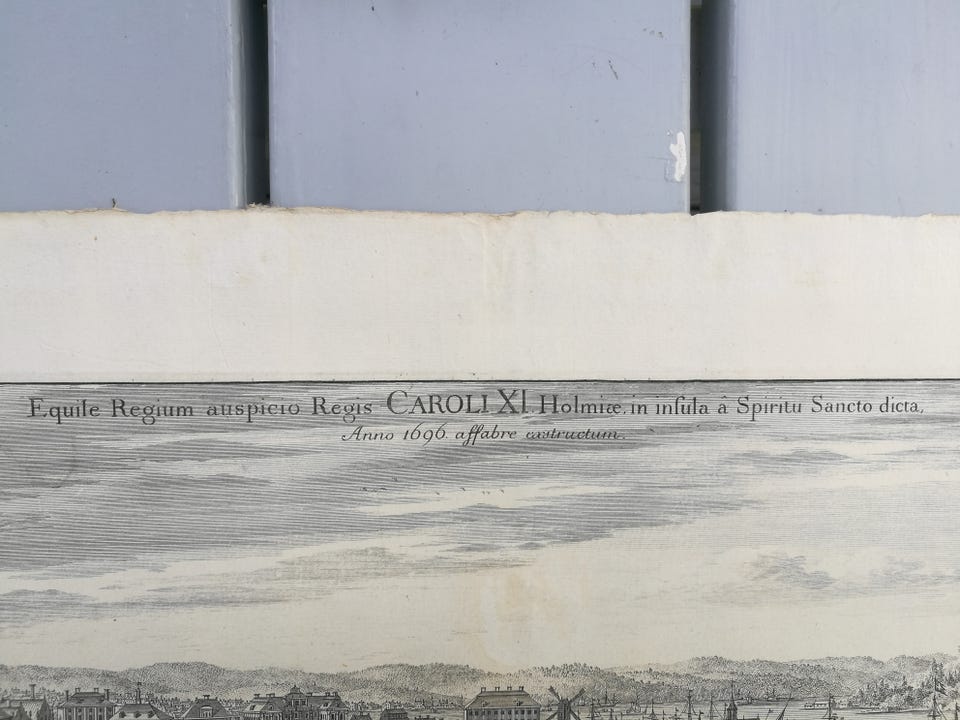 Equile Regium auspicio Regis CAROLI XI. Holmiæ, in insula â Spiritu Sancto dicta,
Anno 1696. affabre exstructum.